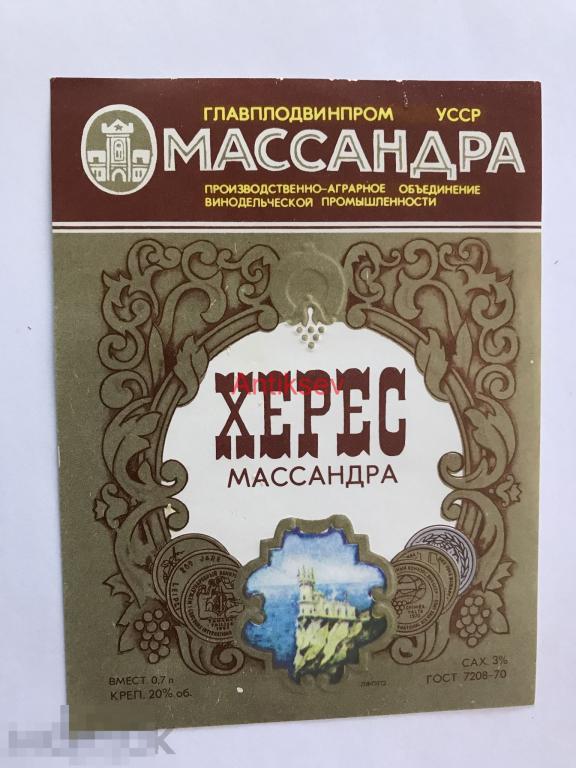 ГЛАВПЛОДВИНПРОМ УССР
МАССАНДРА
ПРОИЗВОДСТВЕННО-АГРАРНОЕ ОБЪЕДИНЕНИЕ
ВИНОДЕЛЬЧЕСКОЙ ПРОМЫШЛЕННОСТИ
Antiksev
ХЕРЕС
МАССАНДРА
ВМЕСТ. 0,7 л
КРЕП. 20% об.
САХ. 3%
ГОСТ 7208-70